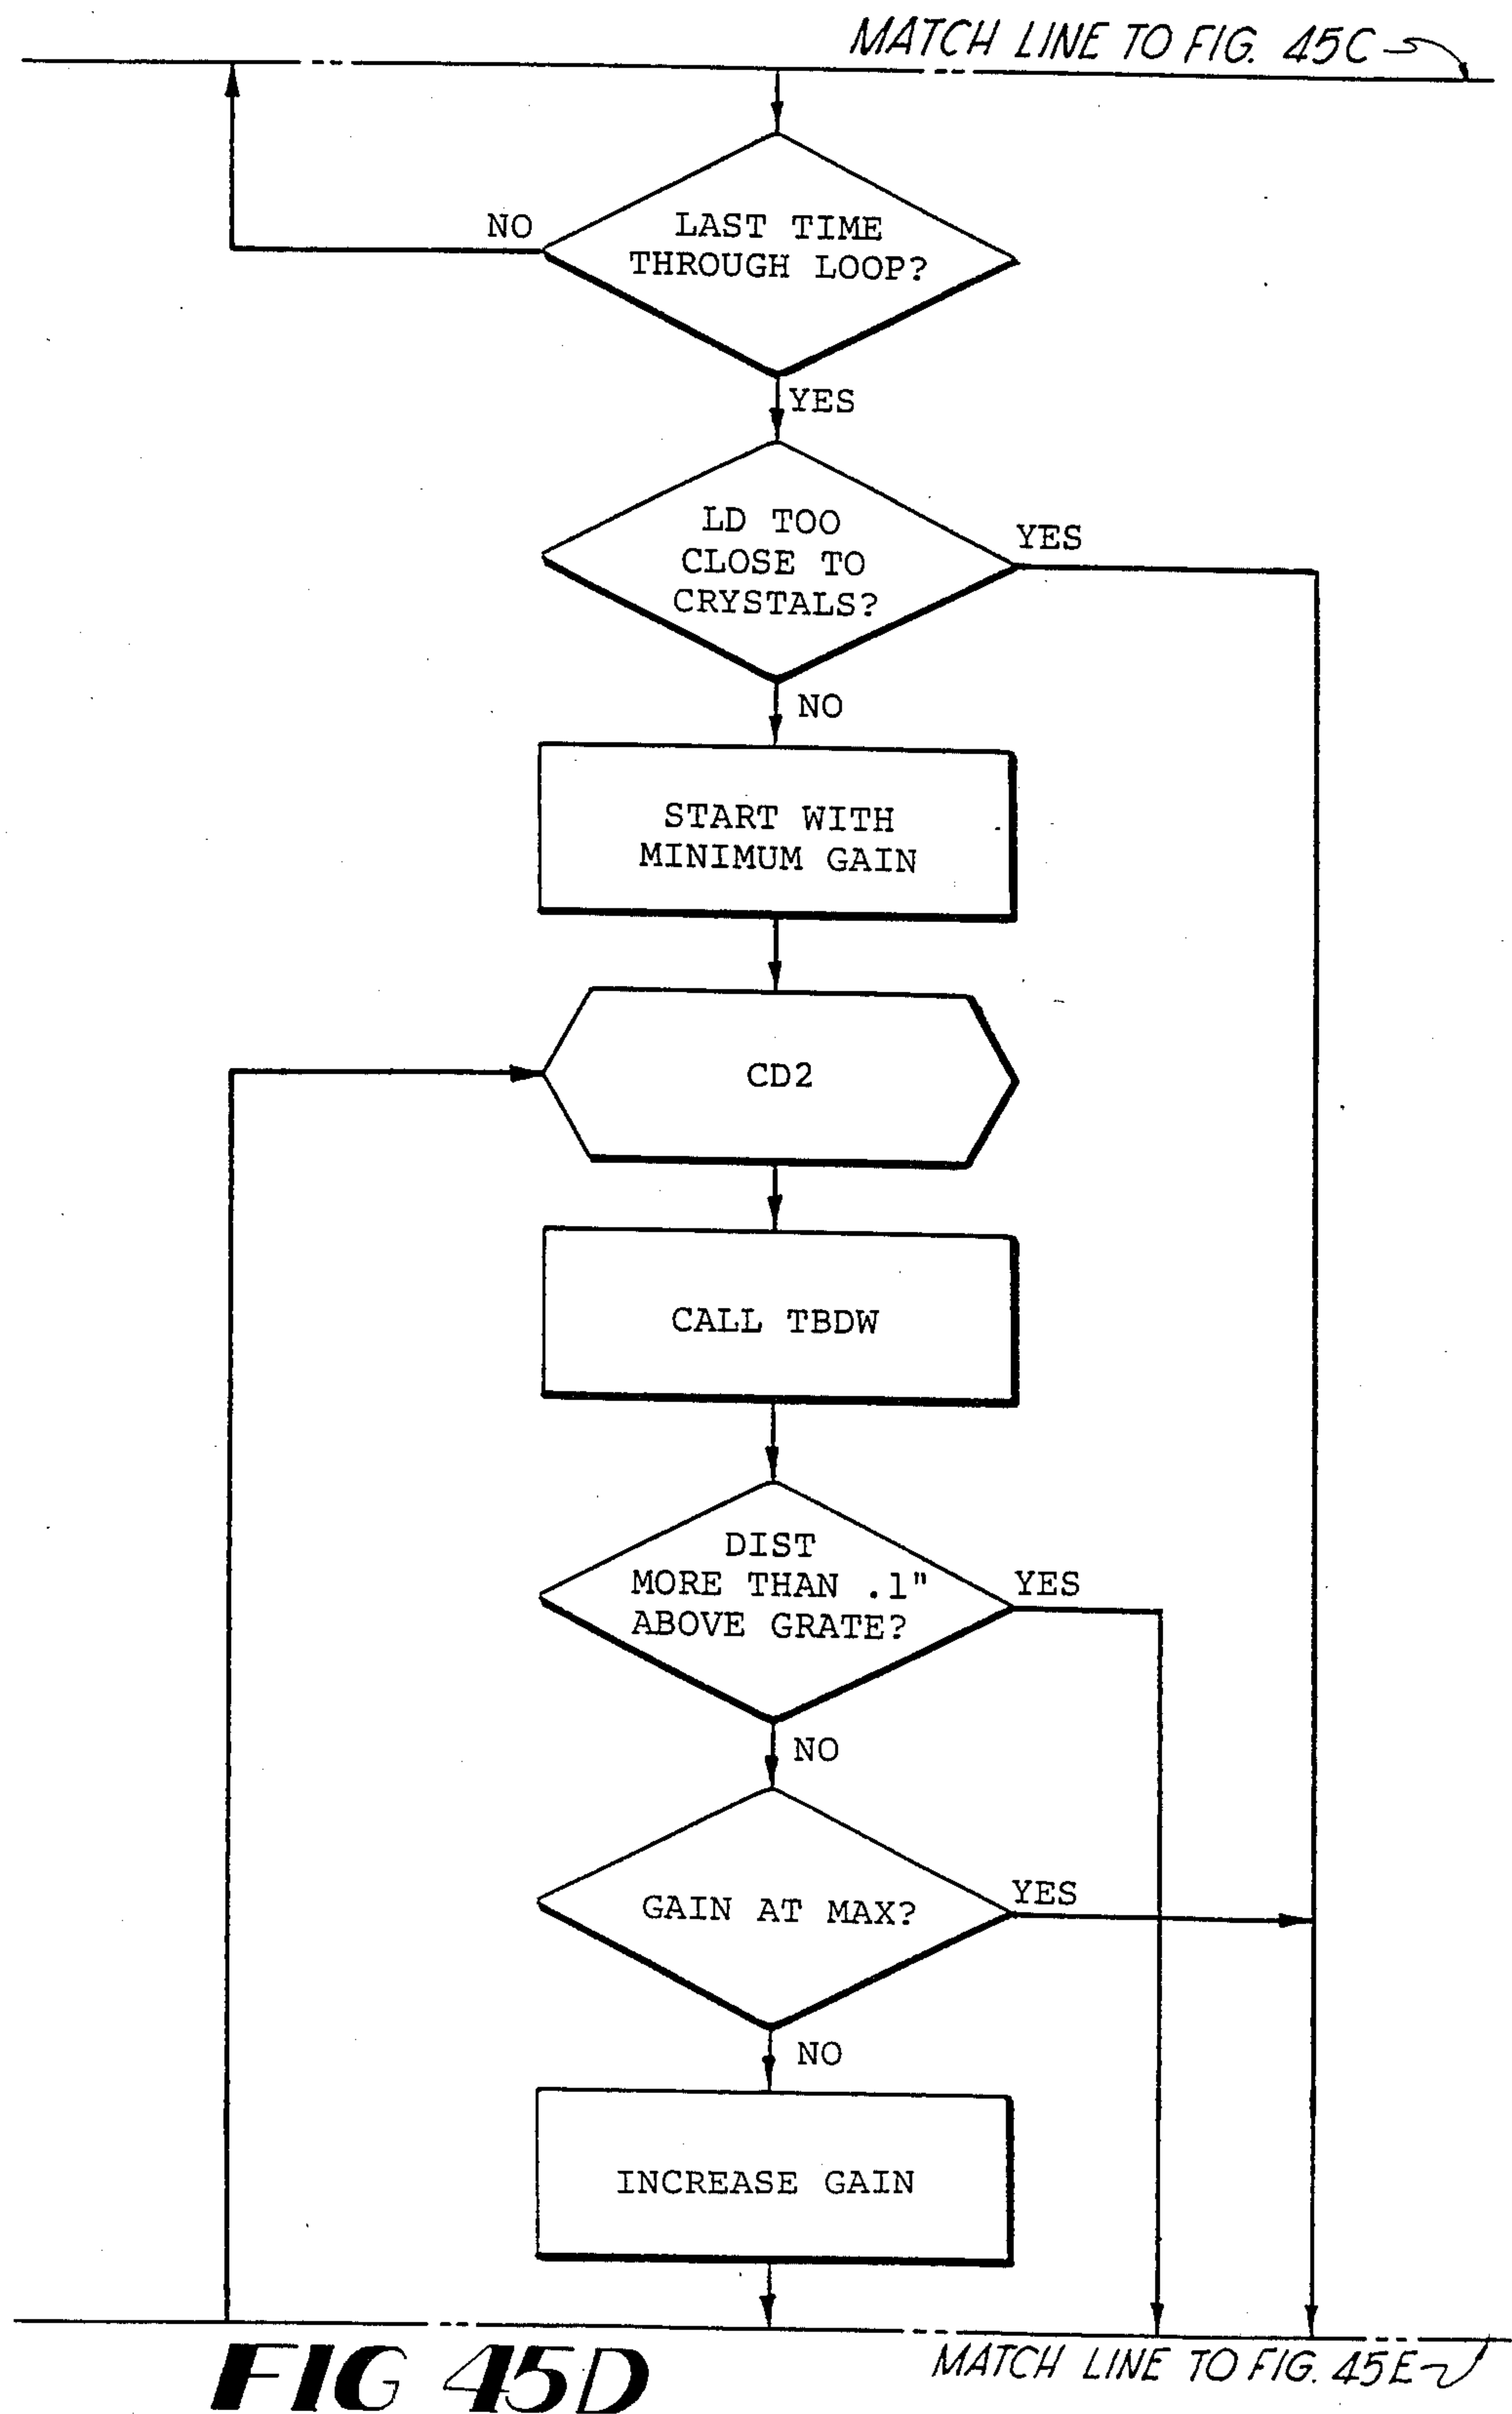 MATCH LINE TO FIG. 45C
LAST TIME
THROUGH LOOP?
NO
YES
LD TOO
CLOSE TO
CRYSTALS?
YES
NO
START WITH
MINIMUM GAIN
CD2
CALL TBDW
DIST
MORE THAN .1"
ABOVE GRATE?
YES
NO
GAIN AT MAX?
YES
NO
INCREASE GAIN
FIG 45D
MATCH LINE TO FIG. 45E